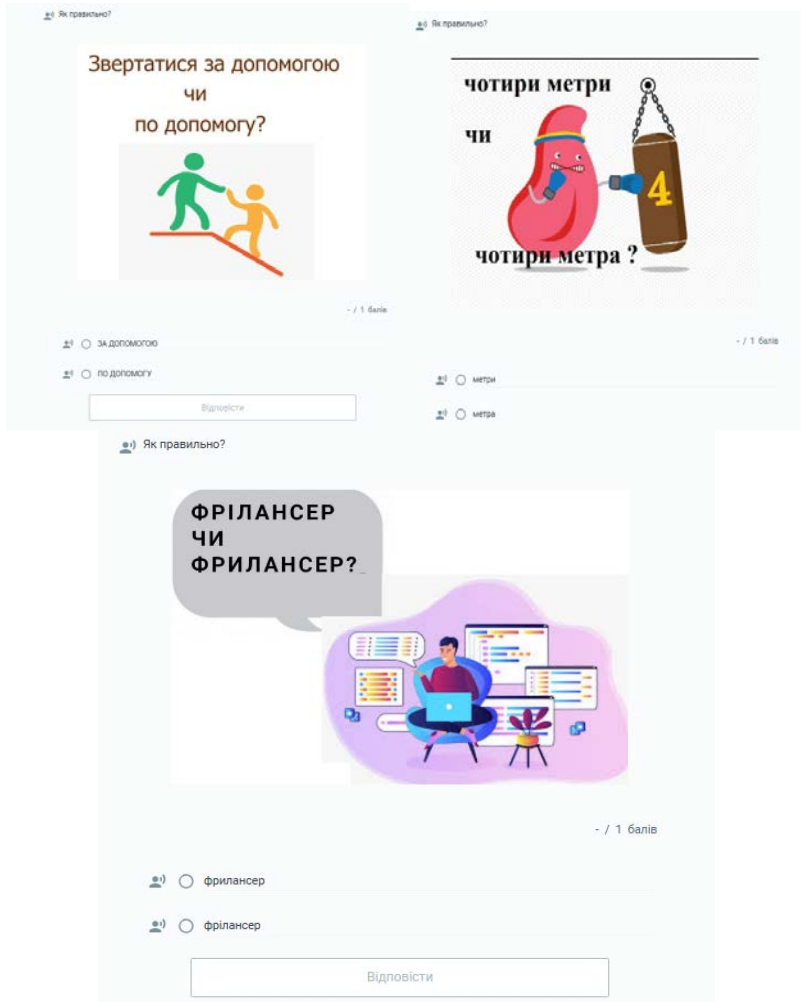 Як правильно?
Звертатися за допомогою
чи
по допомогу?
- / 1 балів
ЗА ДОПОМОГОЮ
ПО ДОПОМОГУ
Відповісти
Як правильно?
чотири метри
чи
4
чотири метра ?
- / 1 балів
метри
метра
Як правильно?
ФРІЛАНСЕР
ЧИ
ФРИЛАНСЕР?_
- / 1 балів
фрилансер
фрілансер
Відповісти